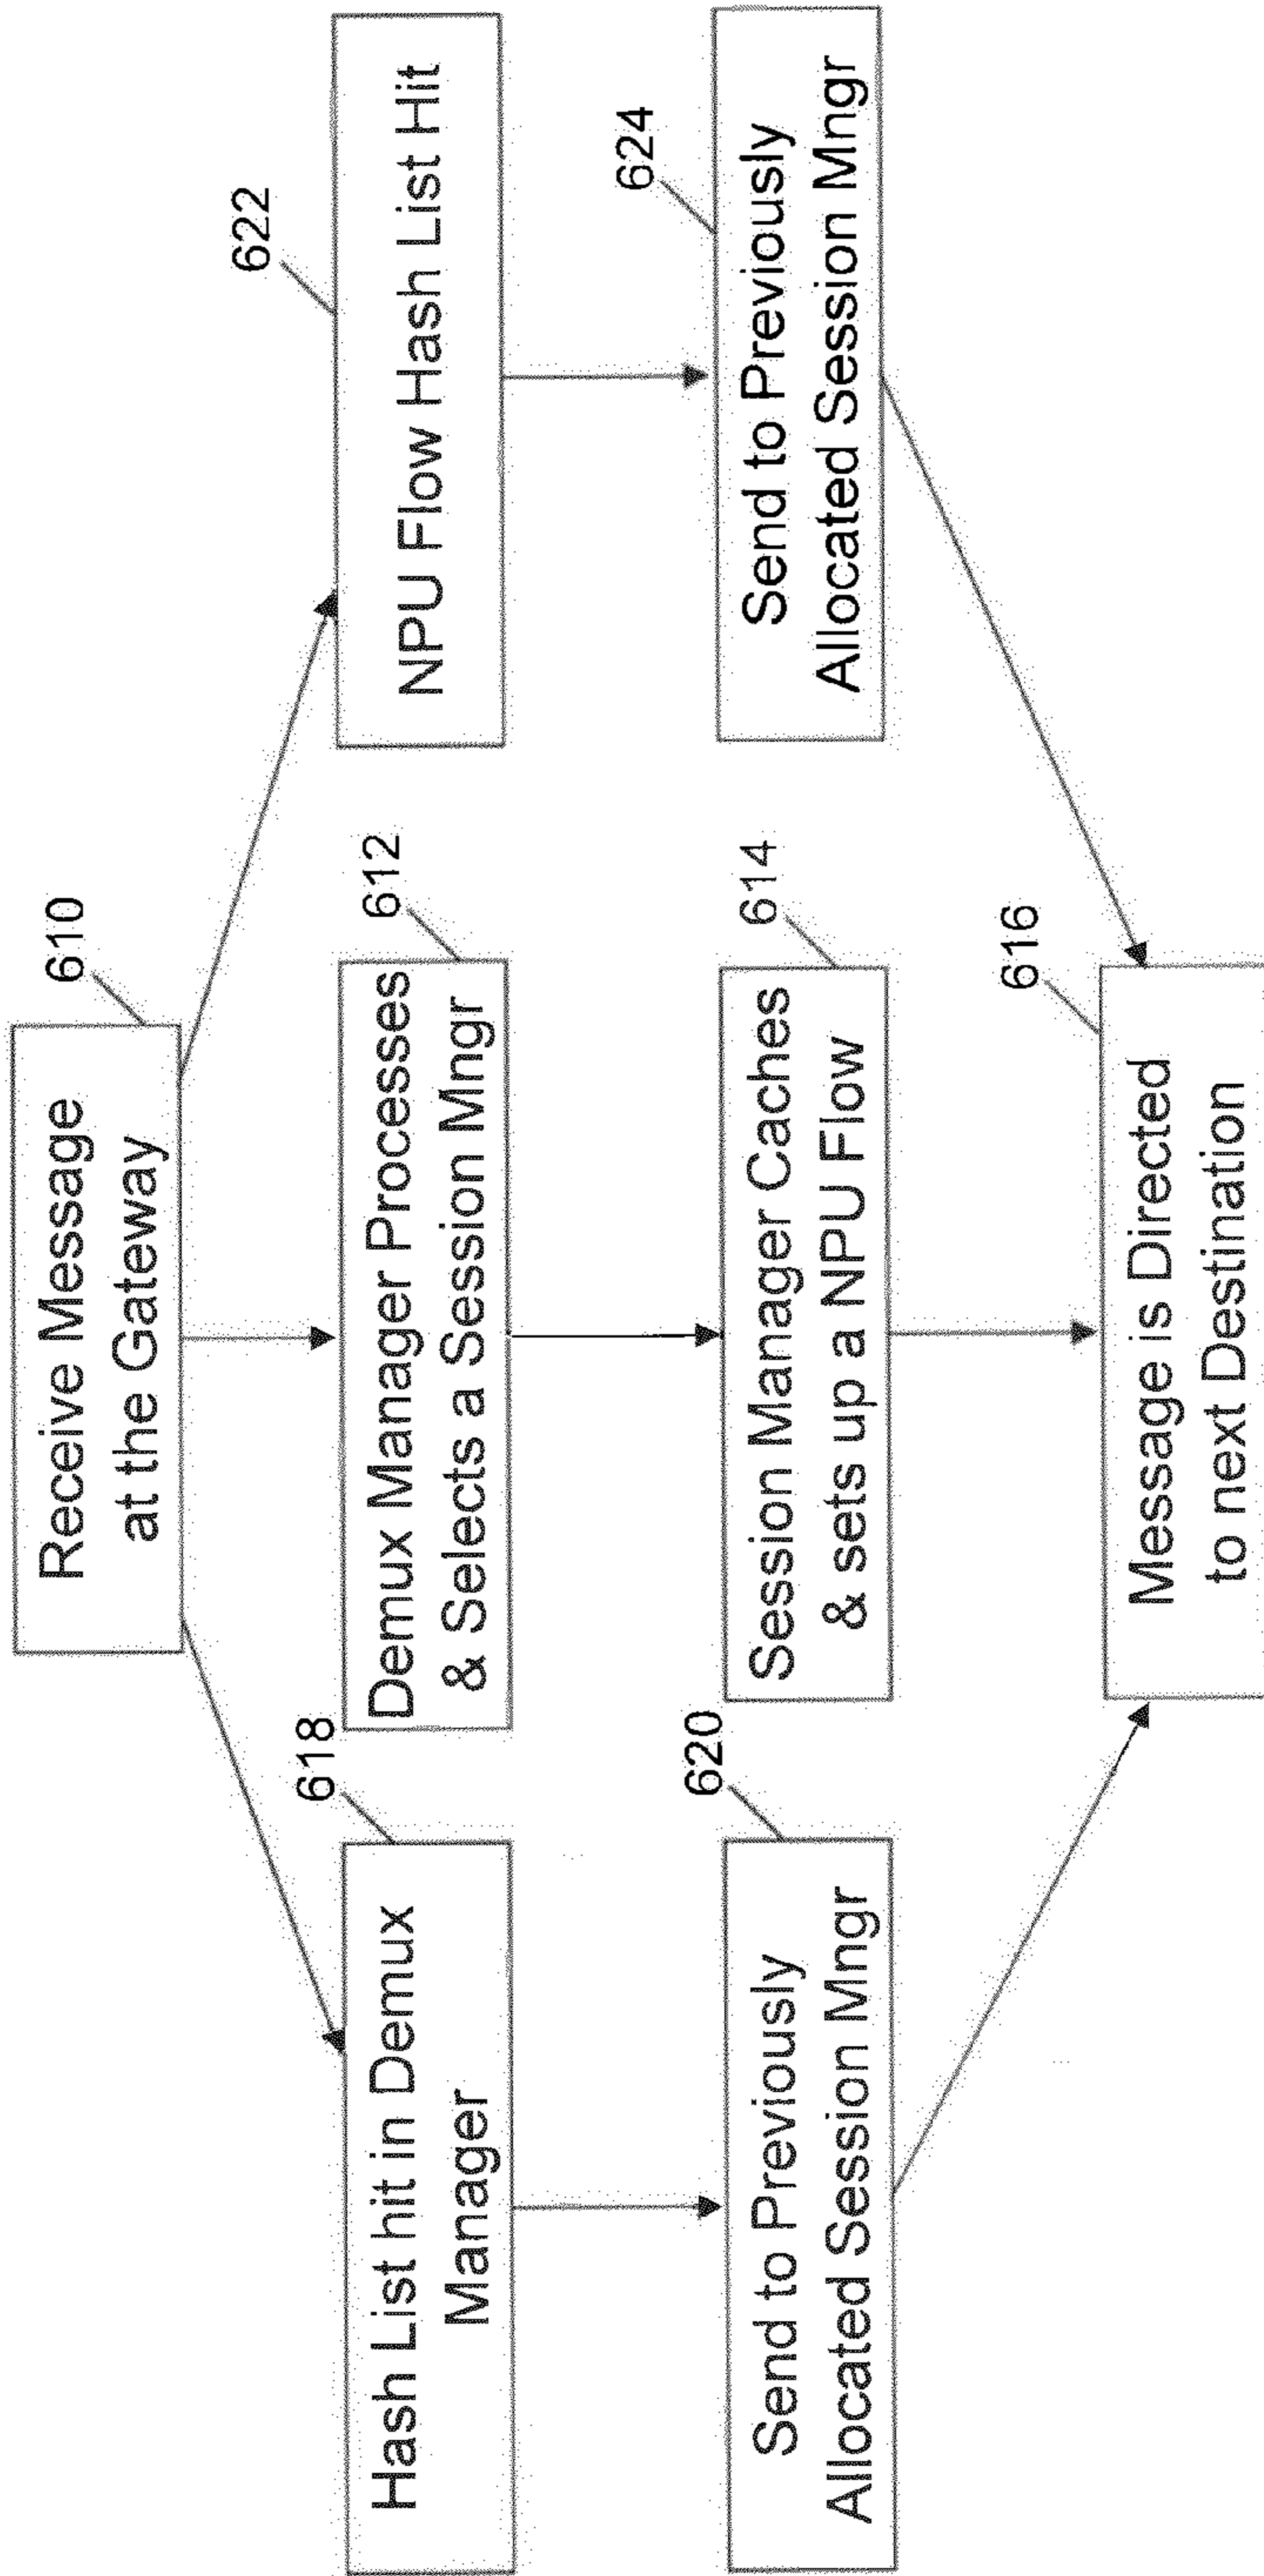 610
Receive Message
at the Gateway
618
Hash List hit in Demux
Manager
612
Demux Manager Processes
& Selects a Session Mngr
622
NPU Flow Hash List Hit
620
Send to Previously
Allocated Session Mngr
614
Session Manager Caches
& sets up a NPU Flow
624
Send to Previously
Allocated Session Mngr
616
Message is Directed
to next Destination